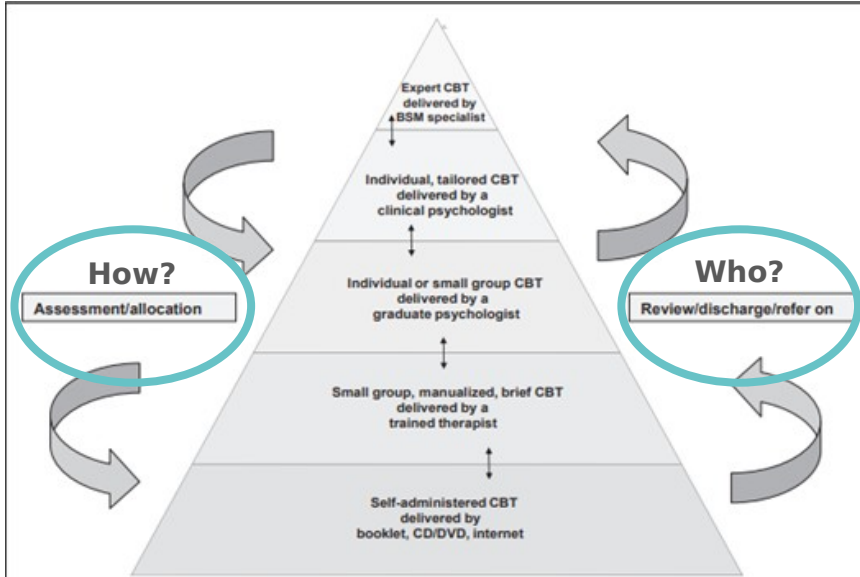 Expert CBT
delivered by
BSM specialist
Individual, tailored CBT
delivered by a
clinical psychologist
How?
Assessment/allocation
Individual or small group CBT
delivered by a
graduate psychologist
Who?
Review/discharge/refer on
Small group, manualized, brief CBT
delivered by a
trained therapist
Self-administered CBT
delivered by
booklet, CD/DVD, internet